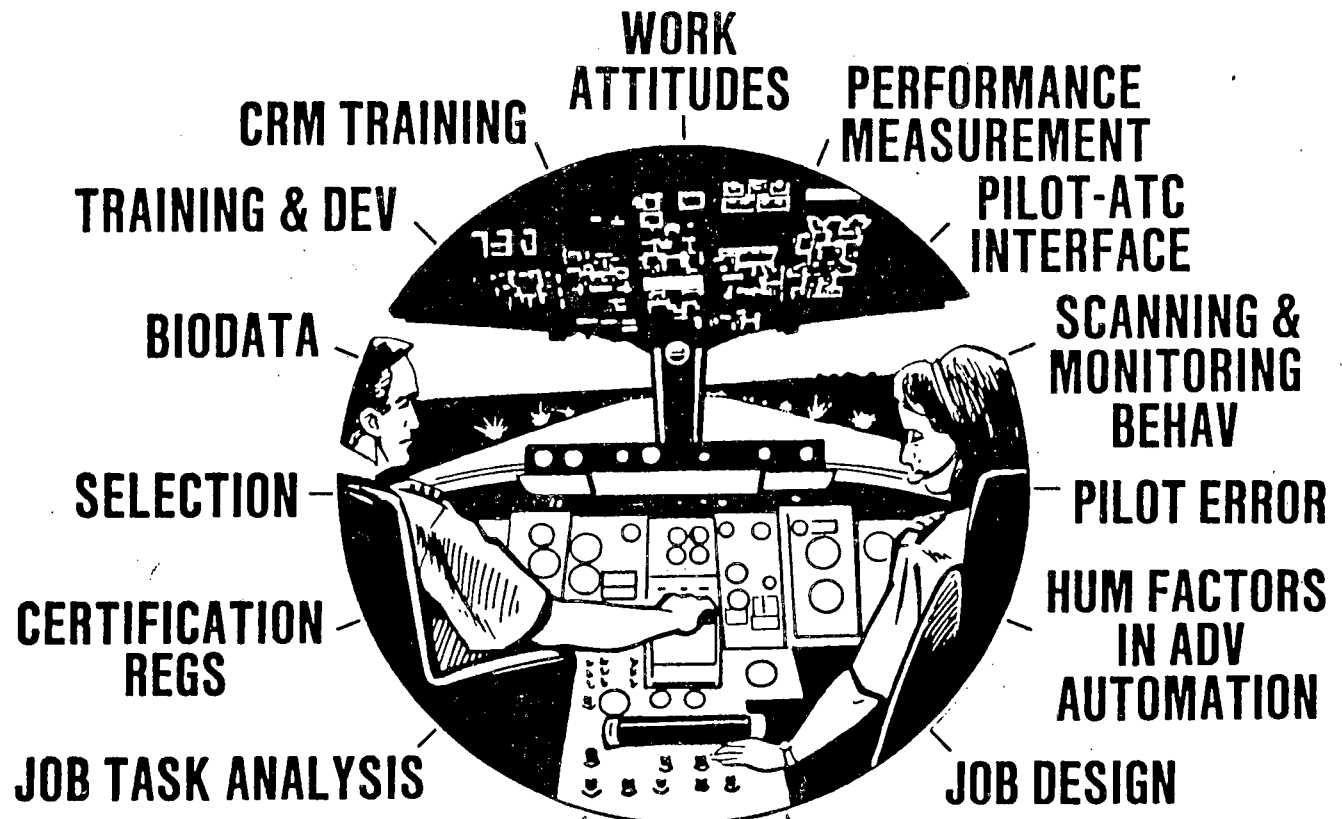 WORK
ATTITUDES
PERFORMANCE
MEASUREMENT
CRM TRAINING
PILOT-ATC
INTERFACE
TRAINING & DEV
SCANNING &
MONITORING
BEHAV
BIODATA
SELECTION
PILOT ERROR
HUM FACTORS
IN ADV
AUTOMATION
CERTIFICATION
REGS
JOB TASK ANALYSIS
JOB DESIGN